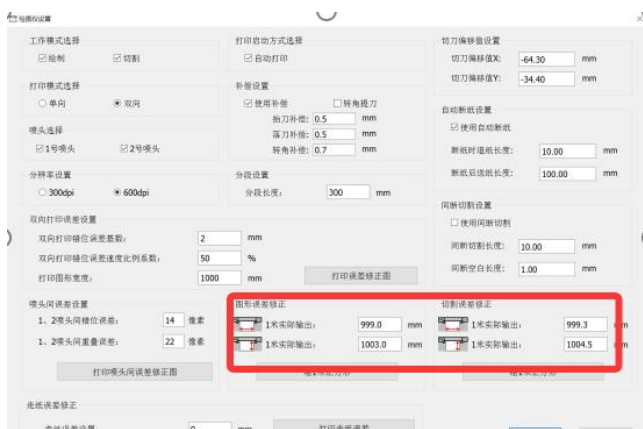 绘图仪设置
工作模式选择
绘制
切割
打印模式选择
单向
双向
喷头选择
1号喷头
2号喷头
分辨率设置
300dpi
600dpi
打印启动方式选择
自动打印
补偿设置
使用补偿
转角提刀
抬刀补偿: 0.5 mm
落刀补偿: 0.5 mm
转角补偿: 0.7 mm
分段设置
分段长度: 300 mm
切刀偏移值设置
切刀偏移值X: -64.30 mm
切刀偏移值Y: -34.40 mm
自动断纸设置
使用自动断纸
断纸时退纸长度: 10.00 mm
断纸后送纸长度: 100.00 mm
间断切割设置
使用间断切割
间断切割长度: 10.00 mm
间断空白长度: 1.00 mm
双向打印误差设置
双向打印错位误差基数: 2 mm
双向打印错位误差速度比例系数: 50 %
打印图形宽度: 1000 mm
打印误差修正图
喷头间误差设置
1、2喷头间错位误差: 14 像素
1、2喷头间重叠误差: 22 像素
打印喷头间误差修正图
图形误差修正
1米实际输出: 999.0 mm
1米实际输出: 1003.0 mm
切割误差修正
1米实际输出: 999.3 mm
1米实际输出: 1004.5 mm
走纸误差修正